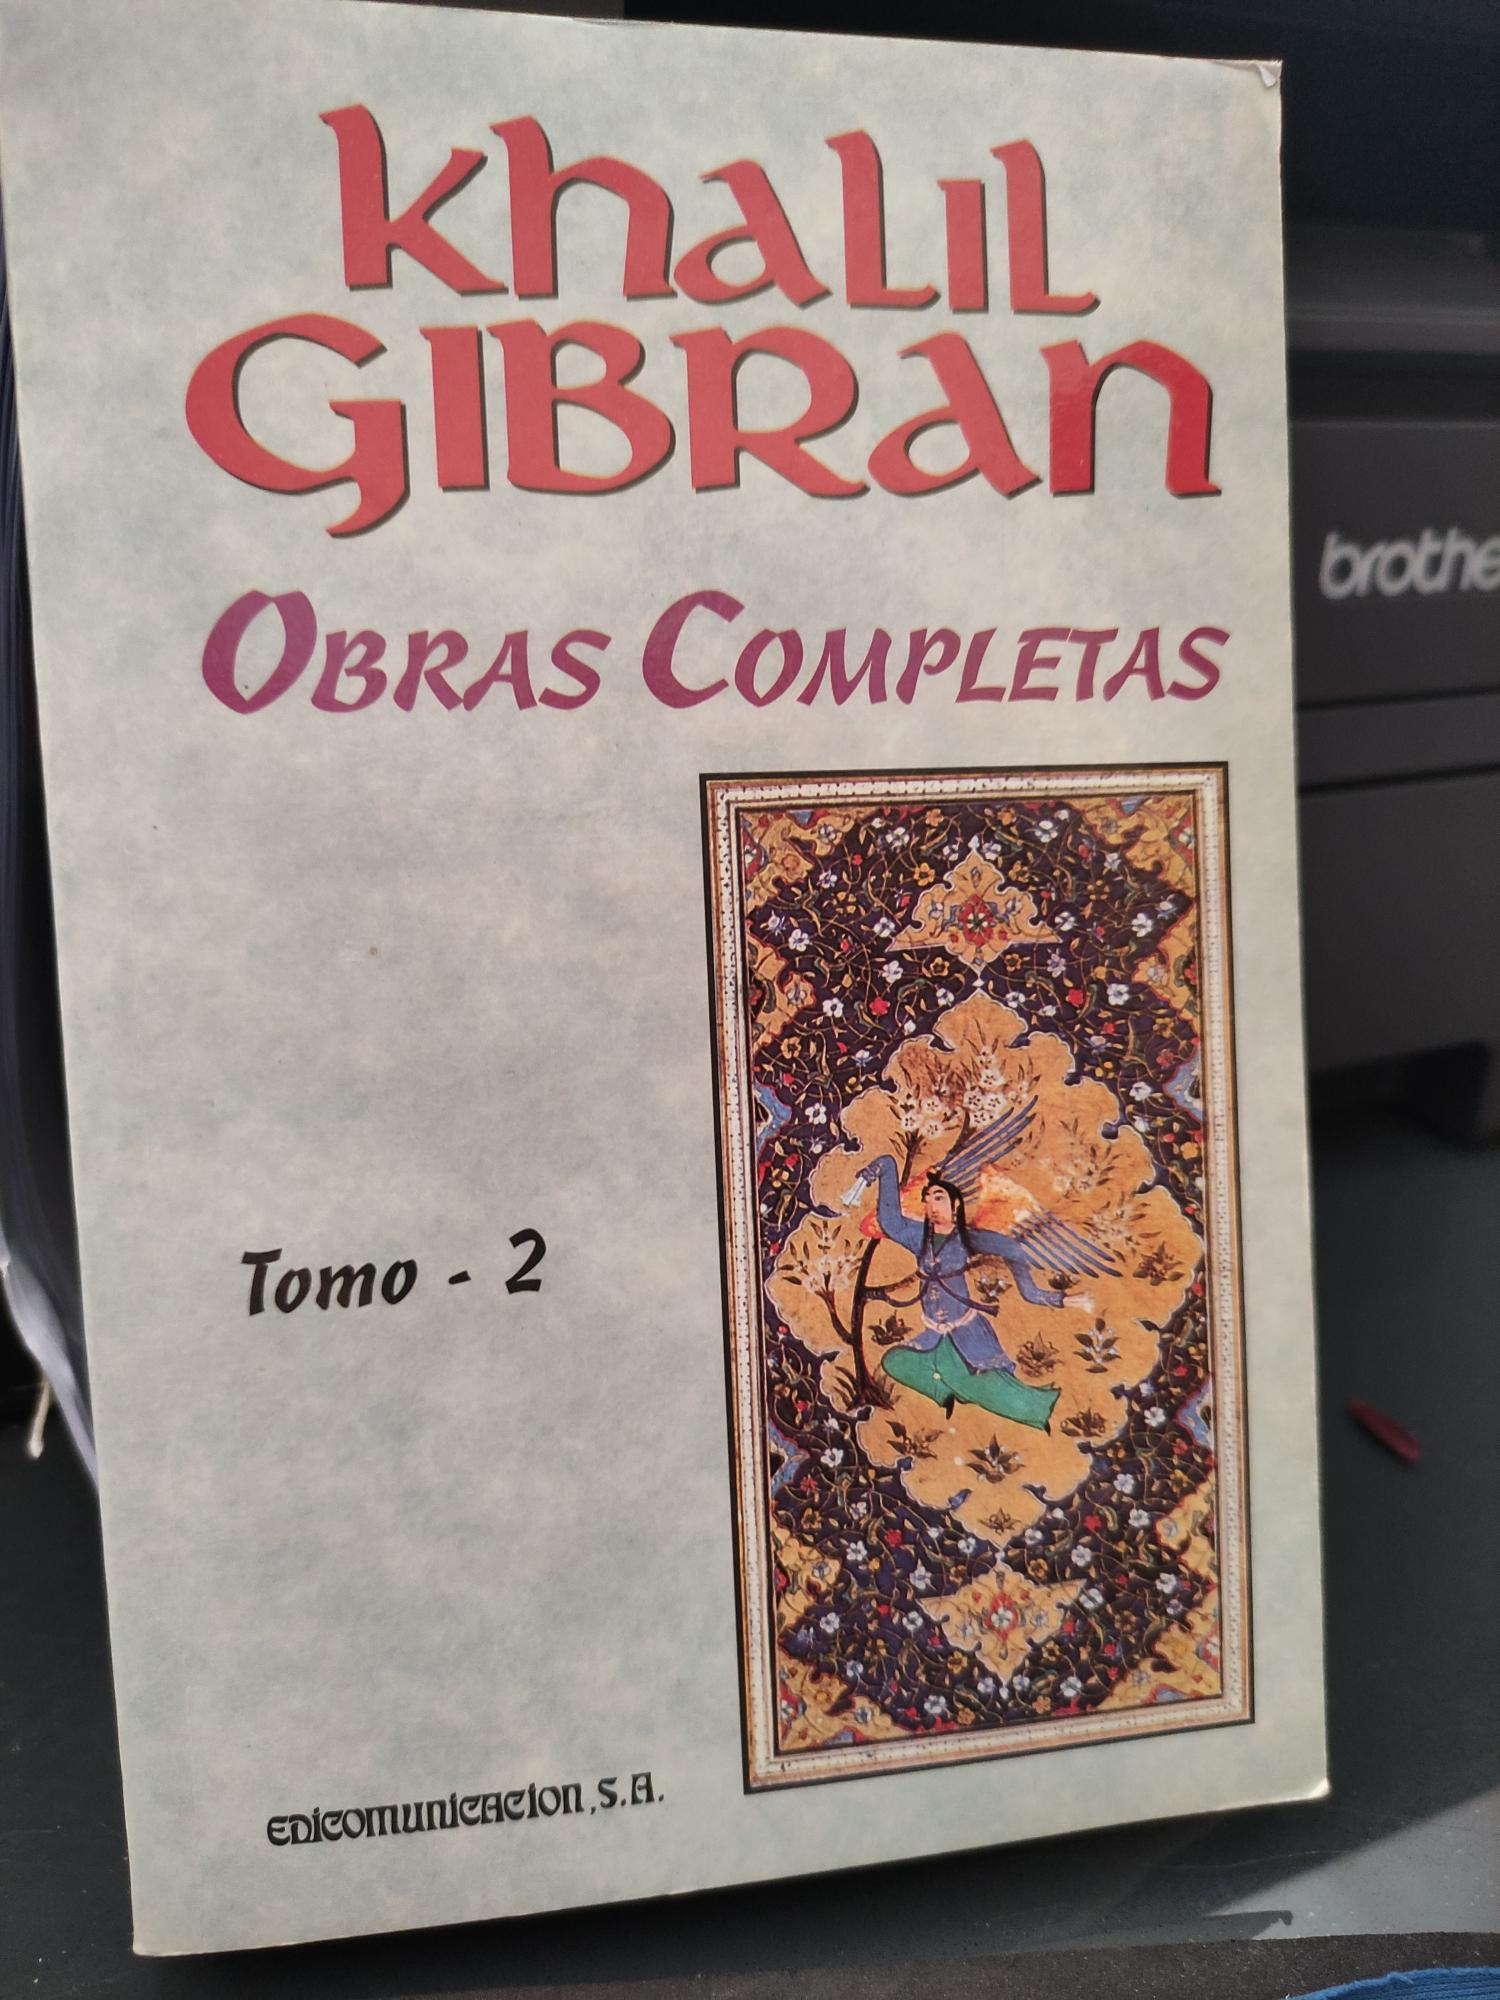 Khalil
GIBRan
OBRAS COMPLETAS
Tomo - 2
EDICOMUNICACION, S.A.
brothe